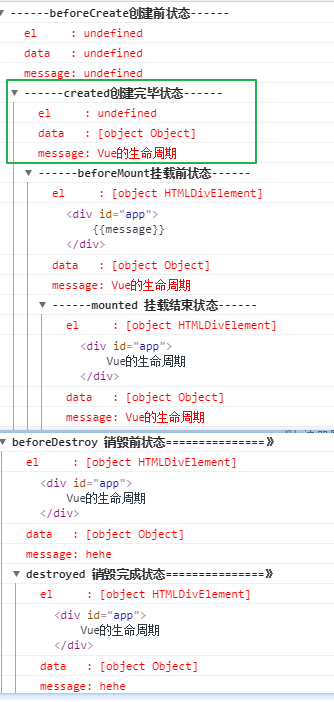 ------beforeCreate创建前状态------
el     : undefined
data   : undefined
message: undefined
------created创建完毕状态------
el     : undefined
data   : [object Object]
message: Vue的生命周期
------beforeMount挂载前状态------
el     : [object HTMLDivElement]
<div id="app">
{{message}}
</div>
data   : [object Object]
message: Vue的生命周期
------mounted 挂载结束状态------
el     : [object HTMLDivElement]
<div id="app">
Vue的生命周期
</div>
data   : [object Object]
message: Vue的生命周期
beforeDestroy 销毁前状态===============》
el     : [object HTMLDivElement]
<div id="app">
Vue的生命周期
</div>
data   : [object Object]
message: hehe
destroyed 销毁完成状态===============》
el     : [object HTMLDivElement]
<div id="app">
Vue的生命周期
</div>
data   : [object Object]
message: hehe